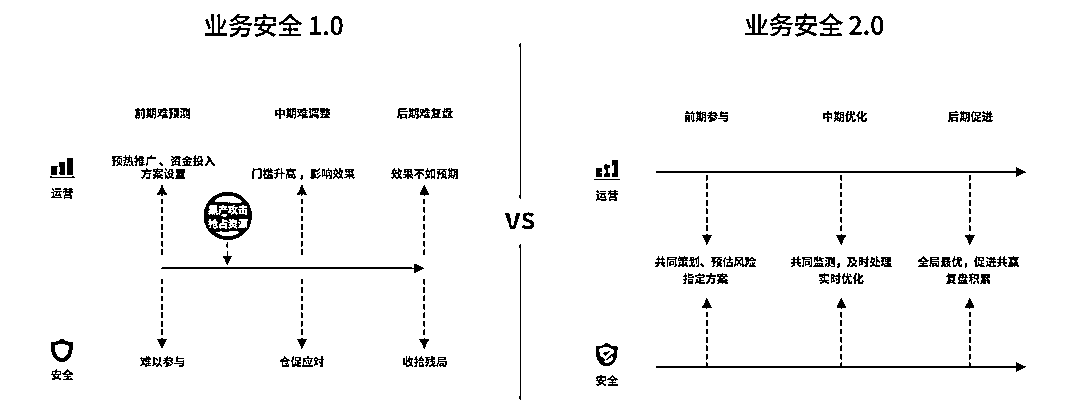 业务安全 1.0
前期难预测
中期难调整
后期难复盘
预热推广、资金投入
方案设置
门槛升高，影响效果
效果不如预期
运营
黑产攻击
抢占资源
难以参与
仓促应对
收拾残局
安全
VS
业务安全 2.0
前期参与
中期优化
后期促进
运营
共同策划、预估风险
指定方案
共同监测，及时处理
实时优化
全局最优，促进共赢
复盘积累
安全